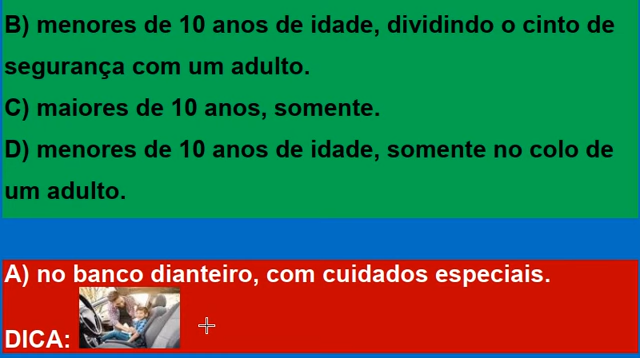 B) menores de 10 anos de idade, dividindo o cinto de
segurança com um adulto.
C) maiores de 10 anos, somente.
D) menores de 10 anos de idade, somente no colo de
um adulto.
A) no banco dianteiro, com cuidados especiais.
DICA: